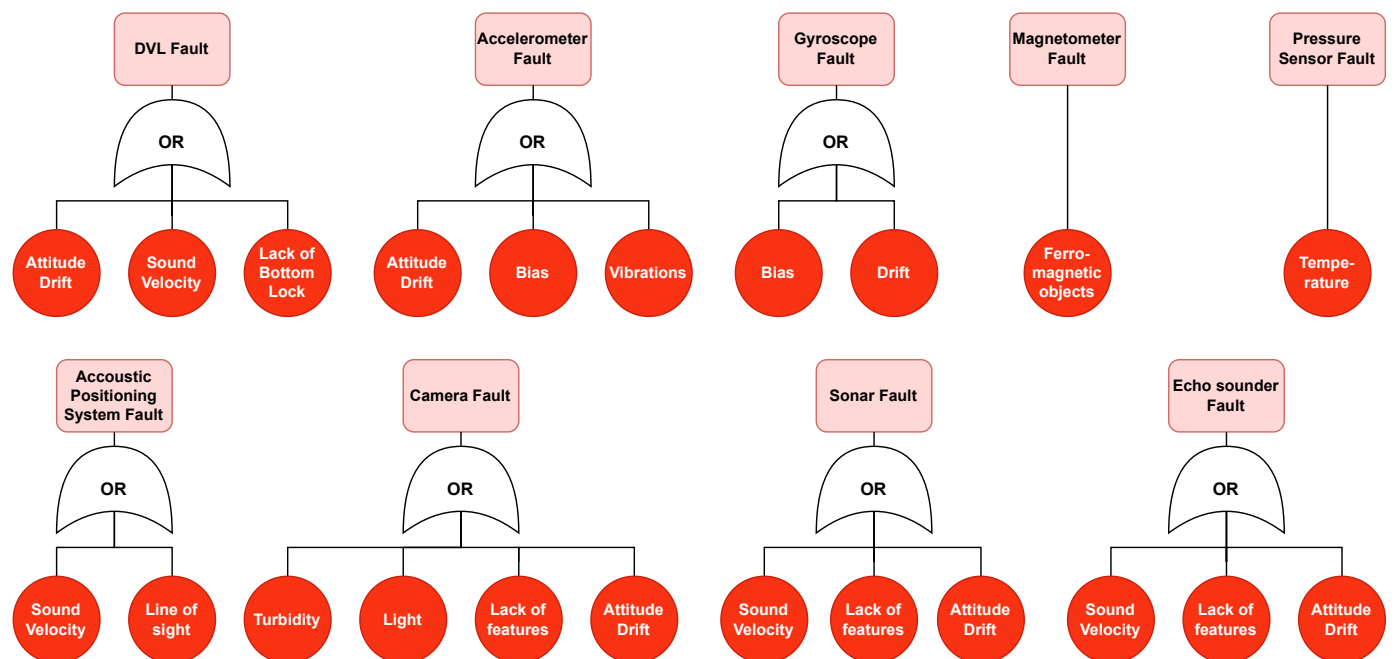 DVL Fault
Accelerometer
Fault
Gyroscope
Fault
Magnetometer
Fault
Pressure
Sensor Fault
OR
OR
OR
Attitude
Drift
Sound
Velocity
Lack of
Bottom
Lock
Attitude
Drift
Bias
Vibrations
Bias
Drift
Ferro-
magnetic
objects
Tempe-
rature
Accoustic
Positioning
System Fault
Camera Fault
Sonar Fault
Echo sounder
Fault
OR
OR
OR
OR
Sound
Velocity
Line of
sight
Turbidity
Light
Lack of
features
Attitude
Drift
Sound
Velocity
Lack of
features
Attitude
Drift
Sound
Velocity
Lack of
features
Attitude
Drift